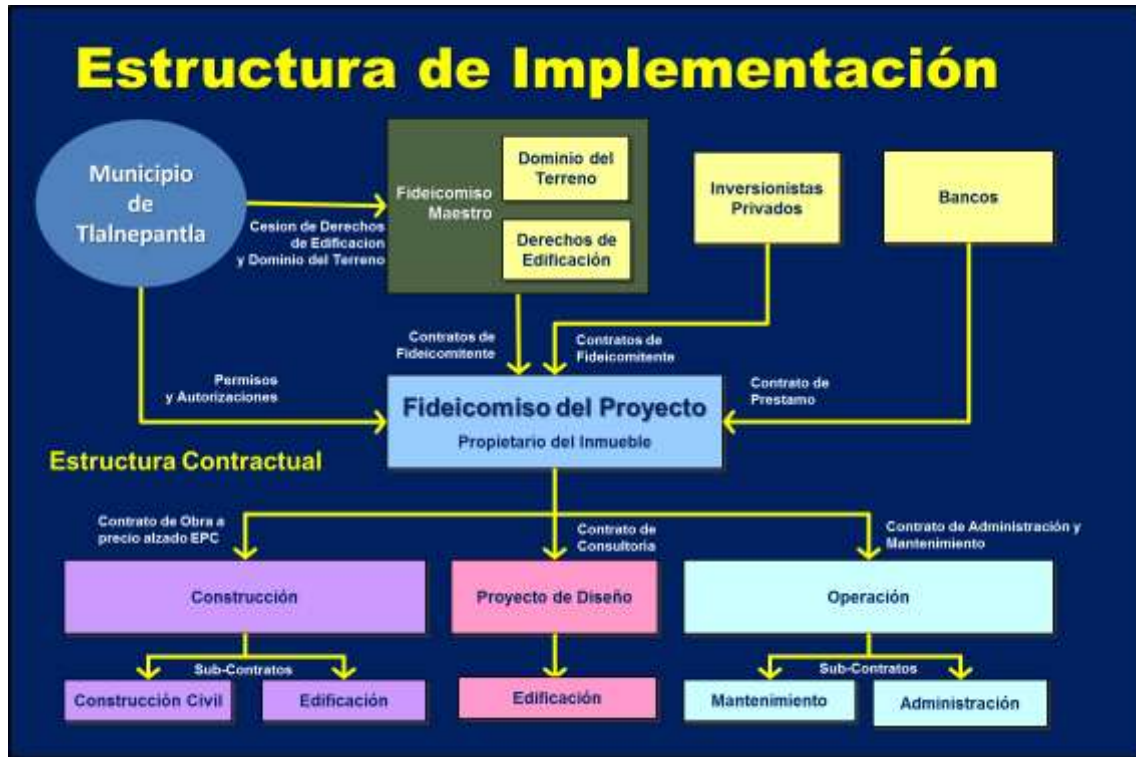 Estructura de Implementación
Municipio
de
Tlalnepantla
Cesion de Derechos
de Edificacion
y Dominio del Terreno
Fideicomiso
Maestro
Dominio del
Terreno
Derechos de
Edificación
Inversionistas
Privados
Bancos
Contratos de
Fideicomitente
Contratos de
Fideicomitente
Permisos
y Autorizaciones
Contrato de
Prestamo
Fideicomiso del Proyecto
Propietario del Inmueble
Estructura Contractual
Contrato de Obra a
precio alzado EPC
Contrato de
Consultoria
Contrato de Administración y
Mantenimiento
Construcción
Proyecto de Diseño
Operación
Sub-Contratos
Sub-Contratos
Construcción Civil
Edificación
Edificación
Mantenimiento
Administración